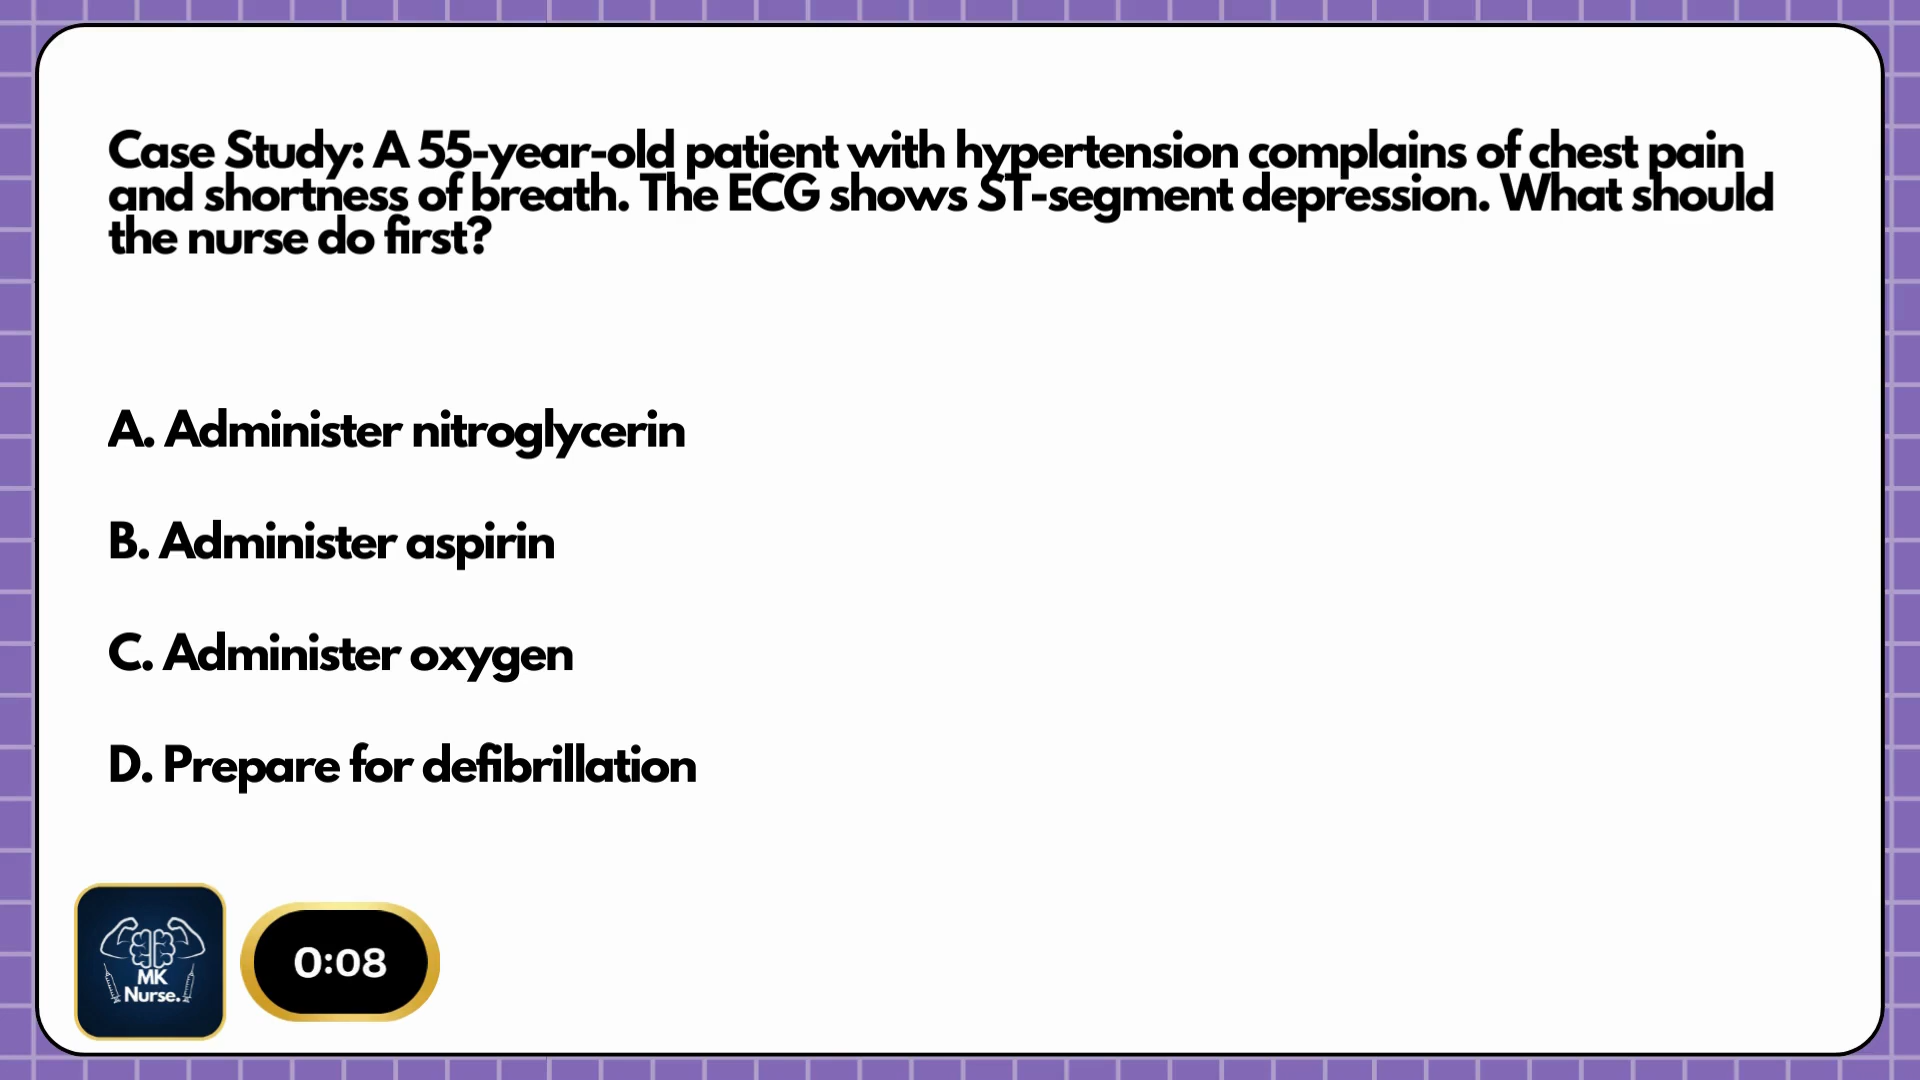 Case Study: A 55-year-old patient with hypertension complains of chest pain
and shortness of breath. The ECG shows ST-segment depression. What should
the nurse do first?
A. Administer nitroglycerin
B. Administer aspirin
C. Administer oxygen
D. Prepare for defibrillation
MK
Nurse.
0:08